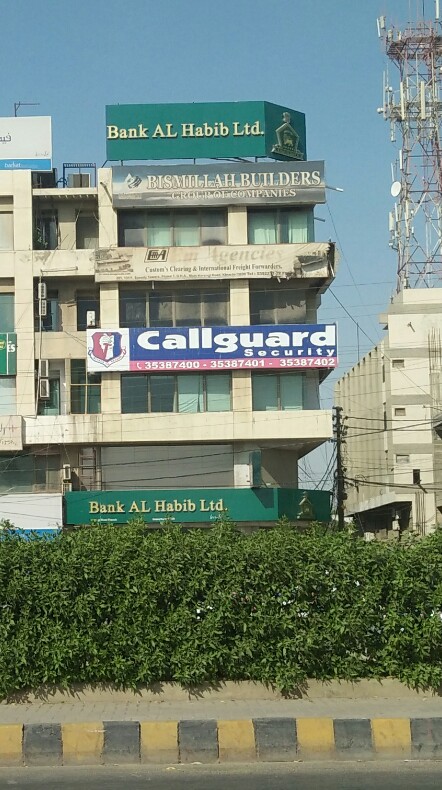 Bank AL Habib Ltd.
BISMILLAH BUILDERS
GROUP OF COMPANIES
Agencies
Custom's Clearing & International Freight Forwarders.
Callguard
Security
35387400 - 35387401 - 35387402
Bank AL Habib Ltd.